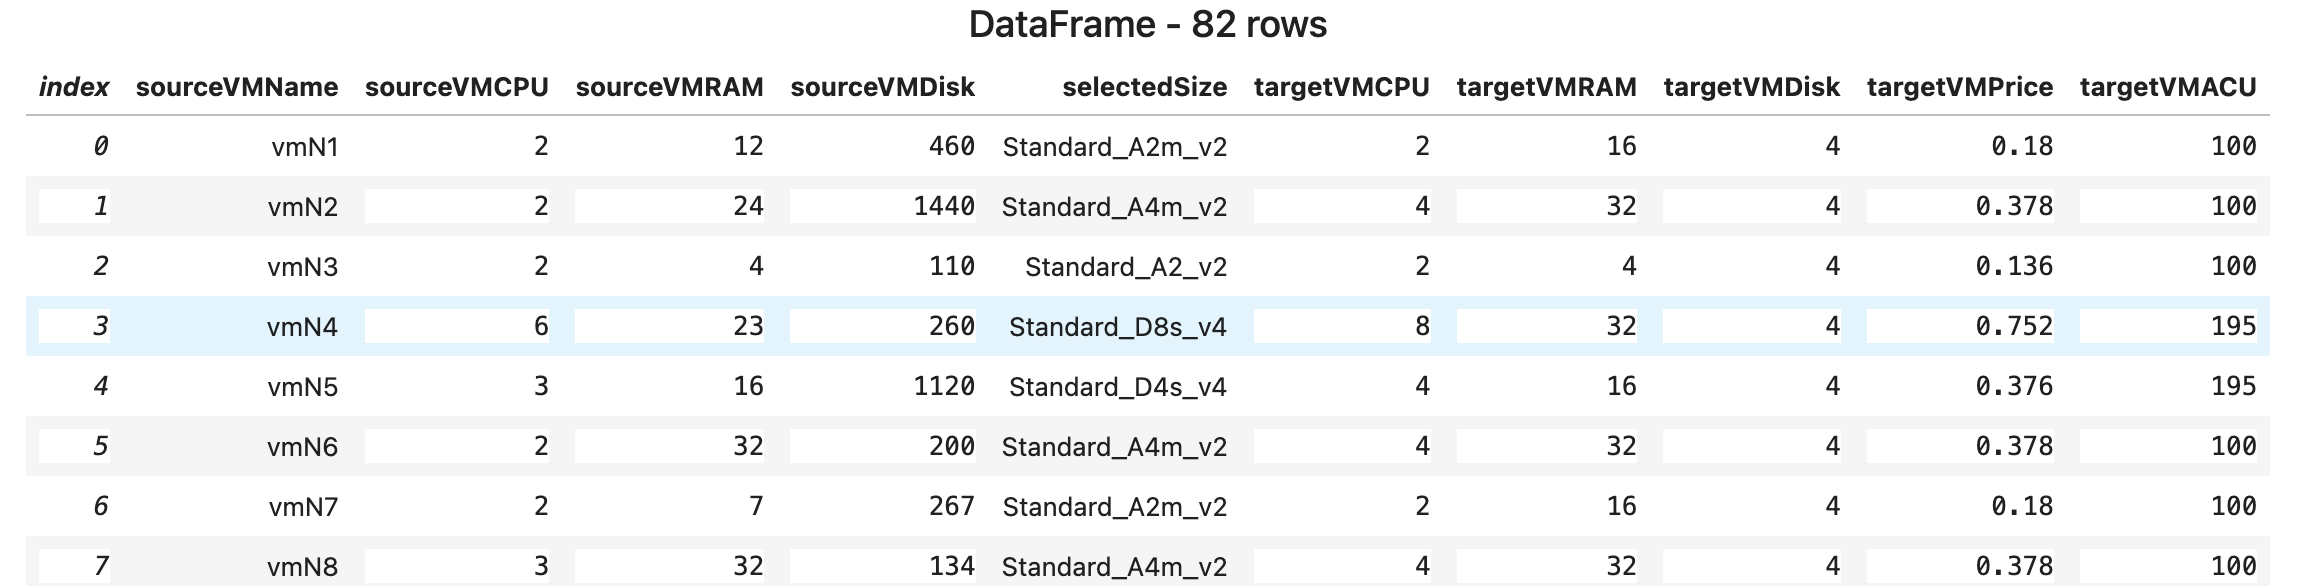 DataFrame - 82 rows
index sourceVMName sourceVMCPU sourceVMRAM sourceVMDisk selectedSize targetVMCPU targetVMRAM targetVMDisk targetVMPrice targetVMACU
0 vmN1 2 12 460 Standard_A2m_v2 2 16 4 0.18 100
1 vmN2 2 24 1440 Standard_A4m_v2 4 32 4 0.378 100
2 vmN3 2 4 110 Standard_A2_v2 2 4 4 0.136 100
3 vmN4 6 23 260 Standard_D8s_v4 8 32 4 0.752 195
4 vmN5 3 16 1120 Standard_D4s_v4 4 16 4 0.376 195
5 vmN6 2 32 200 Standard_A4m_v2 4 32 4 0.378 100
6 vmN7 2 7 267 Standard_A2m_v2 2 16 4 0.18 100
7 vmN8 3 32 134 Standard_A4m_v2 4 32 4 0.378 100